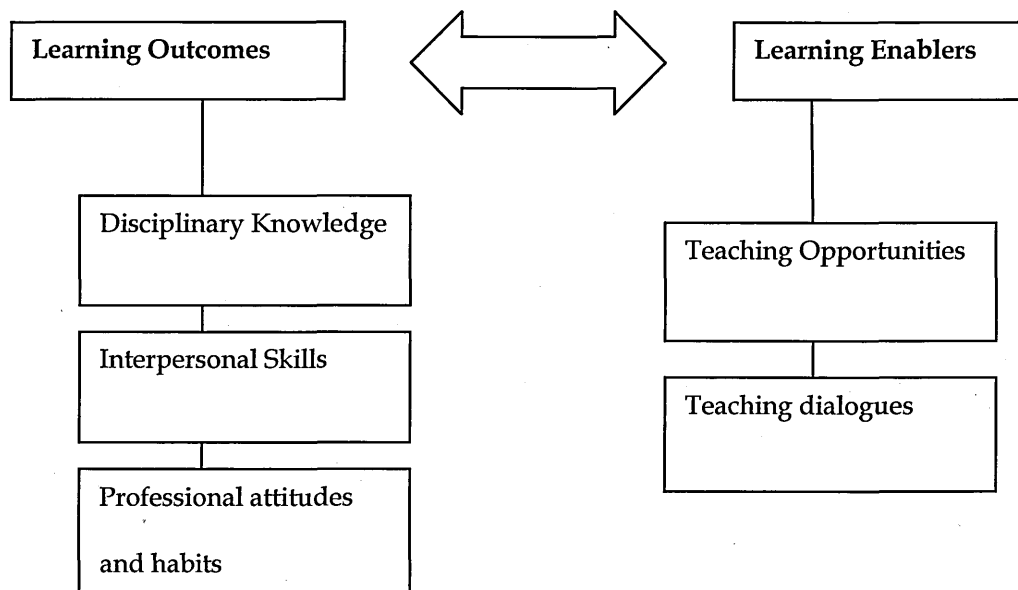 Learning Outcomes
Learning Enablers
Disciplinary Knowledge
Interpersonal Skills
Professional attitudes
and habits
Teaching Opportunities
Teaching dialogues